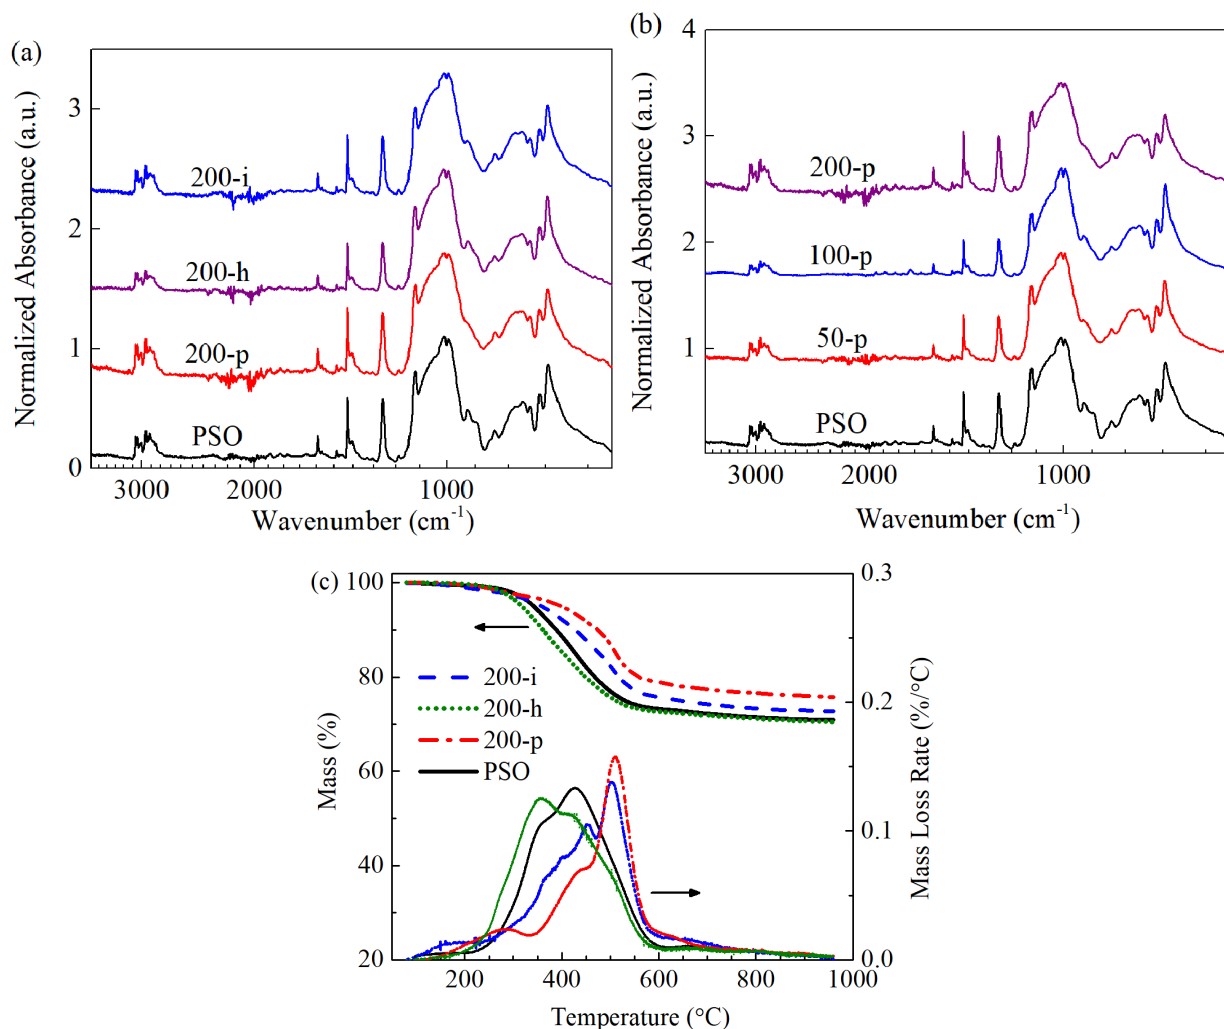 (a)
Normalized Absorbance (a.u.)
3
2
1
0
200-i
200-h
200-p
PSO
3000
2000
1000
Wavenumber (cm⁻¹)
(b)
Normalized Absorbance (a.u.)
4
3
2
1
200-p
100-p
50-p
PSO
3000
2000
1000
Wavenumber (cm⁻¹)
(c)
Mass (%)
100
80
60
40
20
200-i
200-h
200-p
PSO
0.3
0.2
0.1
0.0
Mass Loss Rate (%/°C)
200
400
600
800
1000
Temperature (°C)